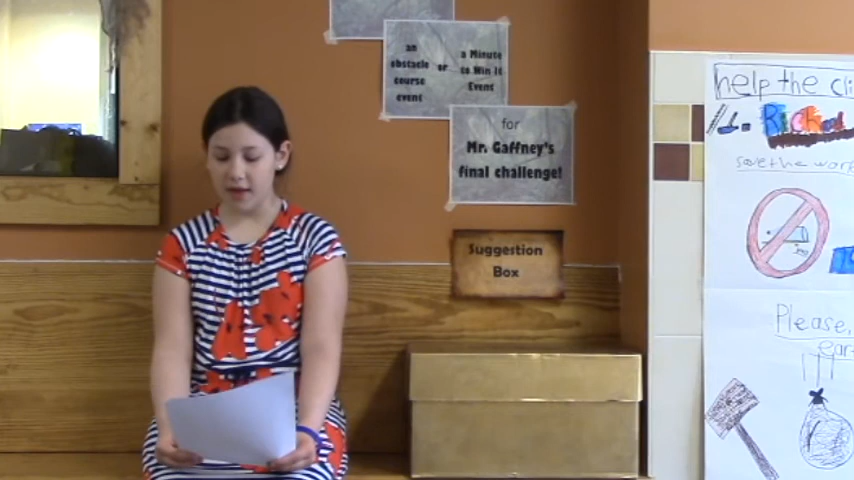 an
obstacle
course
event
or
a Minute
to Win It
Event
for
Mr. Gaffney's
final challenge!
Suggestion
Box
help the cli
save the wor
Please,
ear